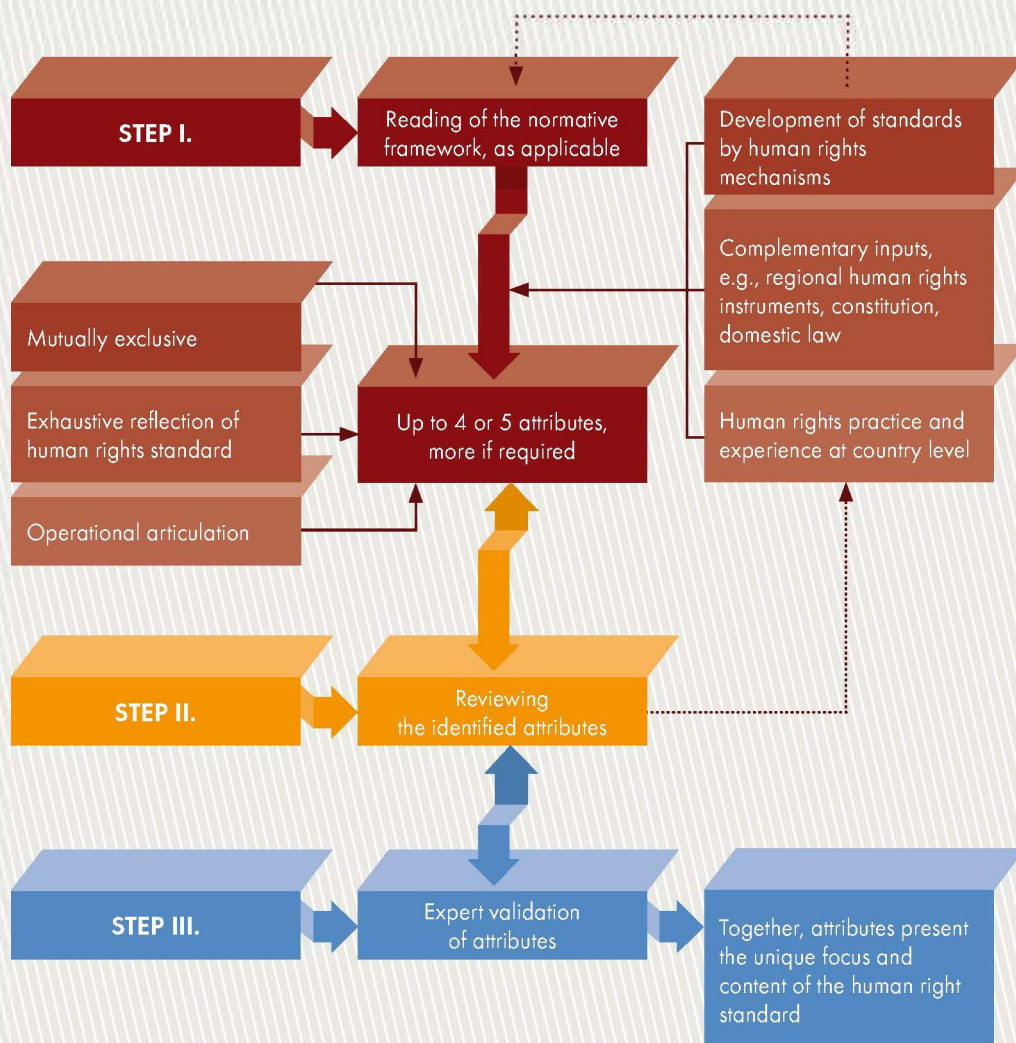 STEP I.
Reading of the normative
framework, as applicable
Development of standards
by human rights
mechanisms
Complementary inputs,
e.g., regional human rights
instruments, constitution,
domestic law
Human rights practice and
experience at country level
Mutually exclusive
Exhaustive reflection of
human rights standard
Operational articulation
Up to 4 or 5 attributes,
more if required
STEP II.
Reviewing
the identified attributes
STEP III.
Expert validation
of attributes
Together, attributes present
the unique focus and
content of the human right
standard